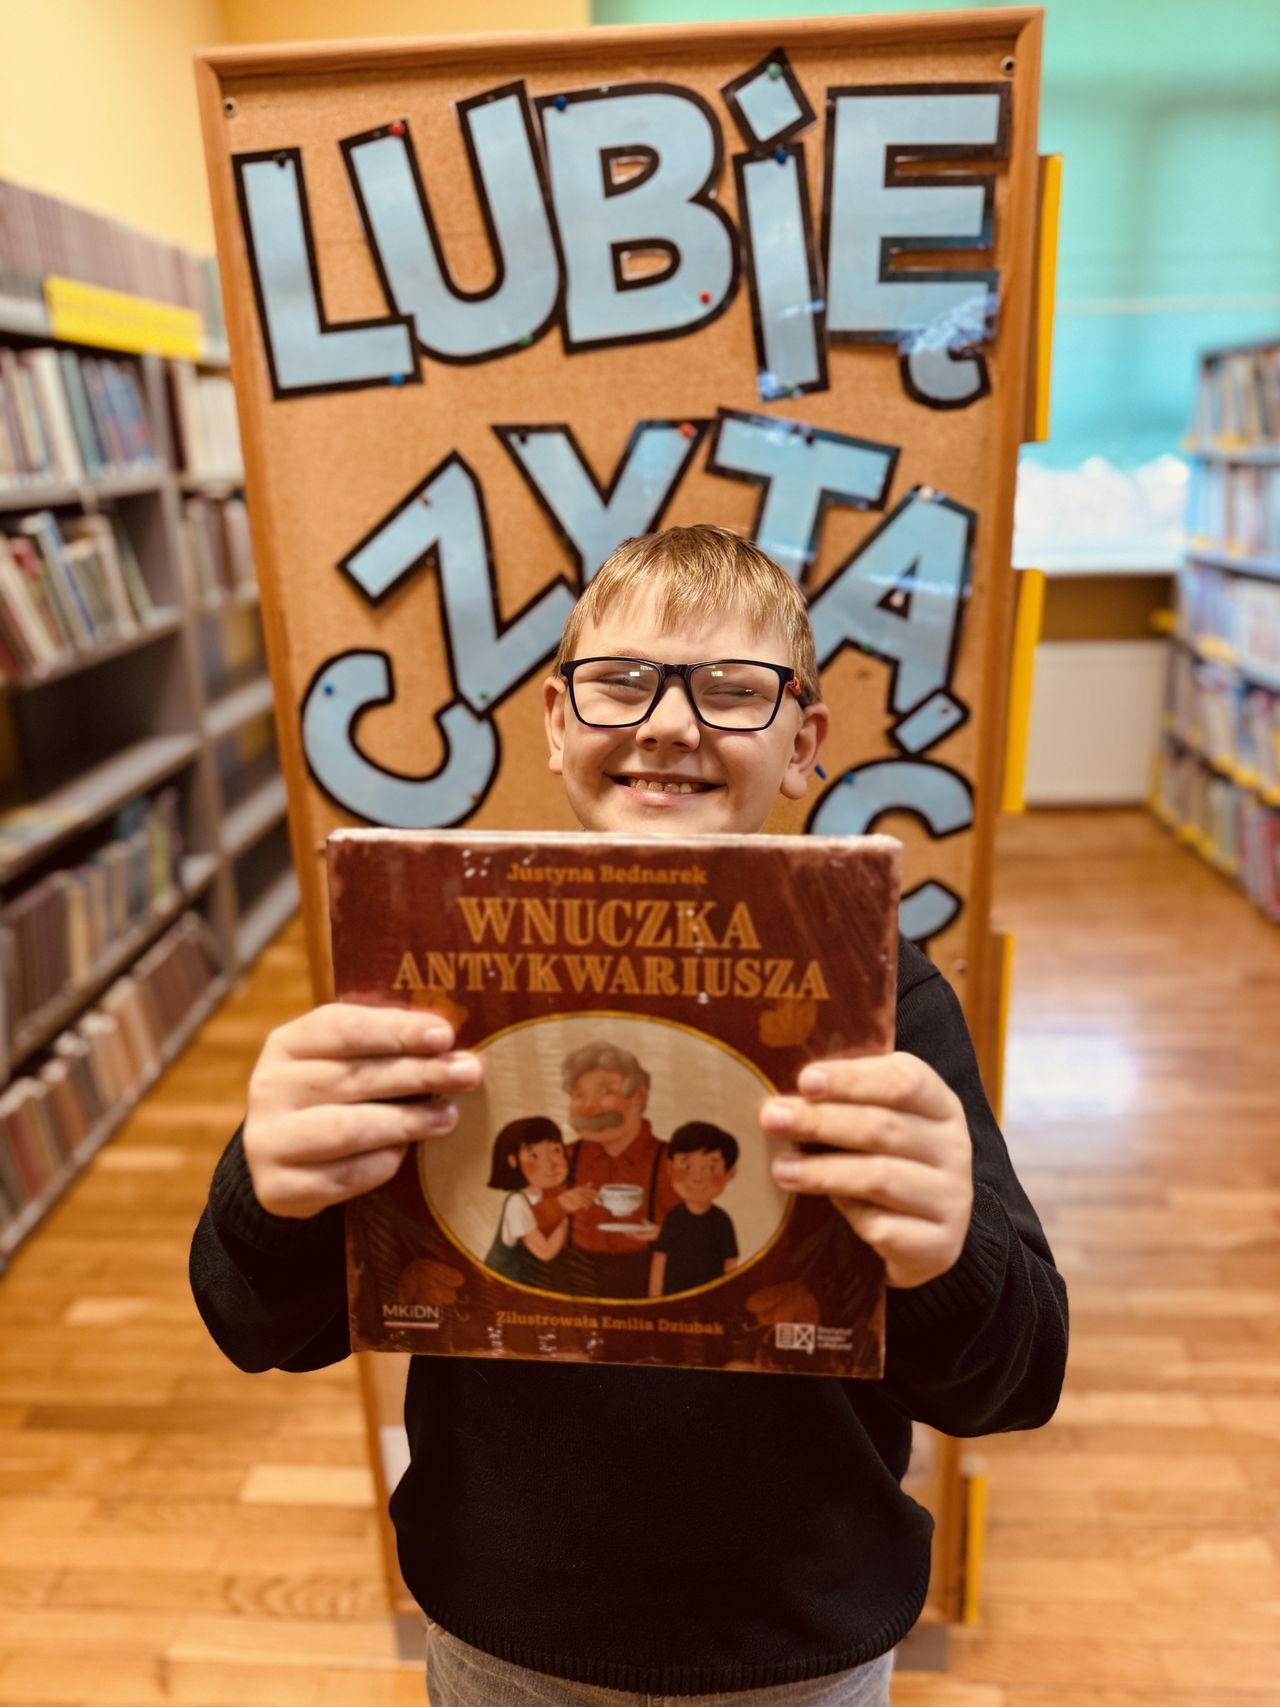 LUBIĘ
CZYTAĆ
Justyna Bednarek
WNUCZKA
ANTYKWARIUSZA
MKiDN
Zilustrowała Emilia Dziubak